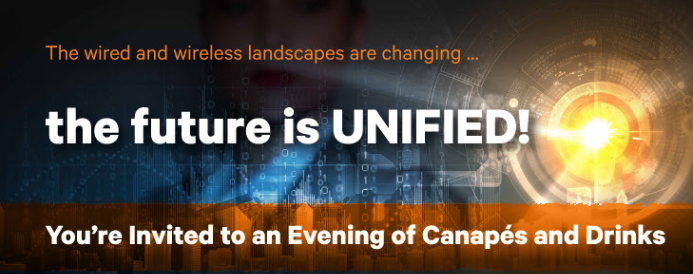 The wired and wireless landscapes are changing ...
the future is UNIFIED!
You're Invited to an Evening of Canapés and Drinks